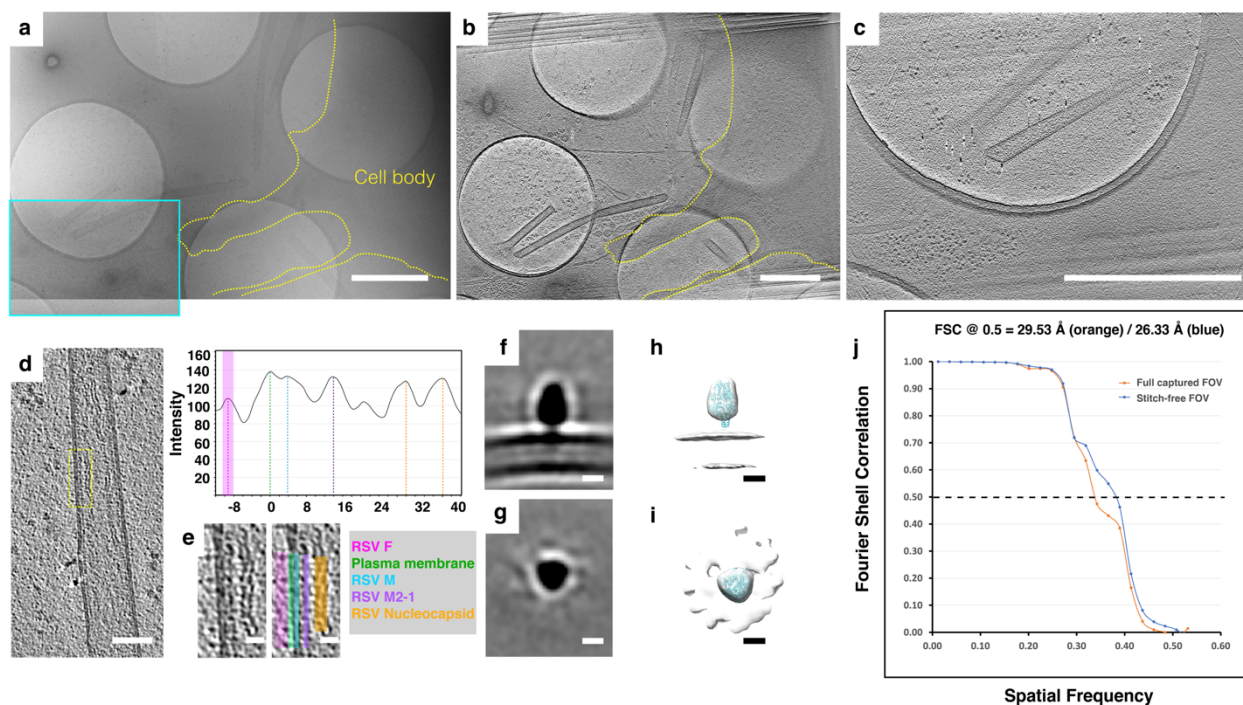 a
Cell body
b
c
d
160
140
120
100
80
60
40
20
Intensity
-8
0
8
16
24
32
40
e
RSV F
Plasma membrane
RSV M
RSV M2-1
RSV Nucleocapsid
f
g
h
i
j
FSC @ 0.5 = 29.53 Å (orange) / 26.33 Å (blue)
1.00
0.90
0.80
0.70
0.60
0.50
0.40
0.30
0.20
0.10
0.00
Full captured FOV
Stitch-free FOV
Fourier Shell Correlation
0.00
0.10
0.20
0.30
0.40
0.50
0.60
Spatial Frequency